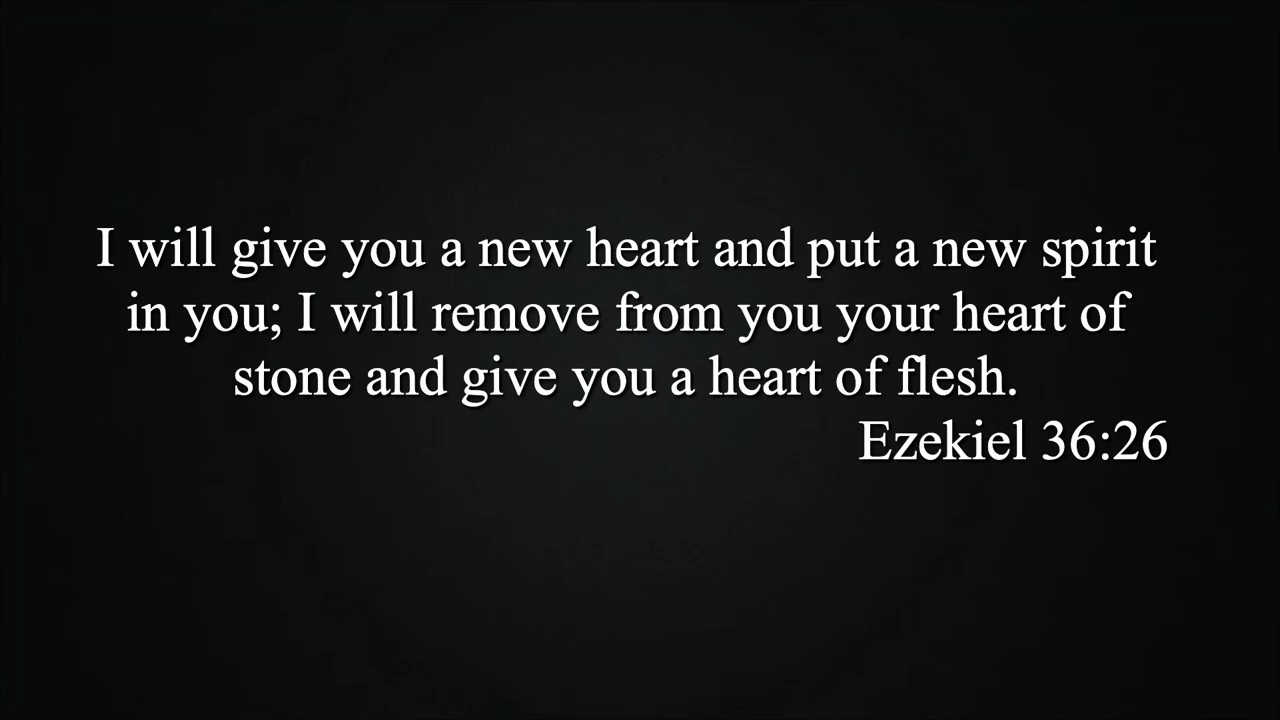 I will give you a new heart and put a new spirit
in you; I will remove from you your heart of
stone and give you a heart of flesh.
Ezekiel 36:26